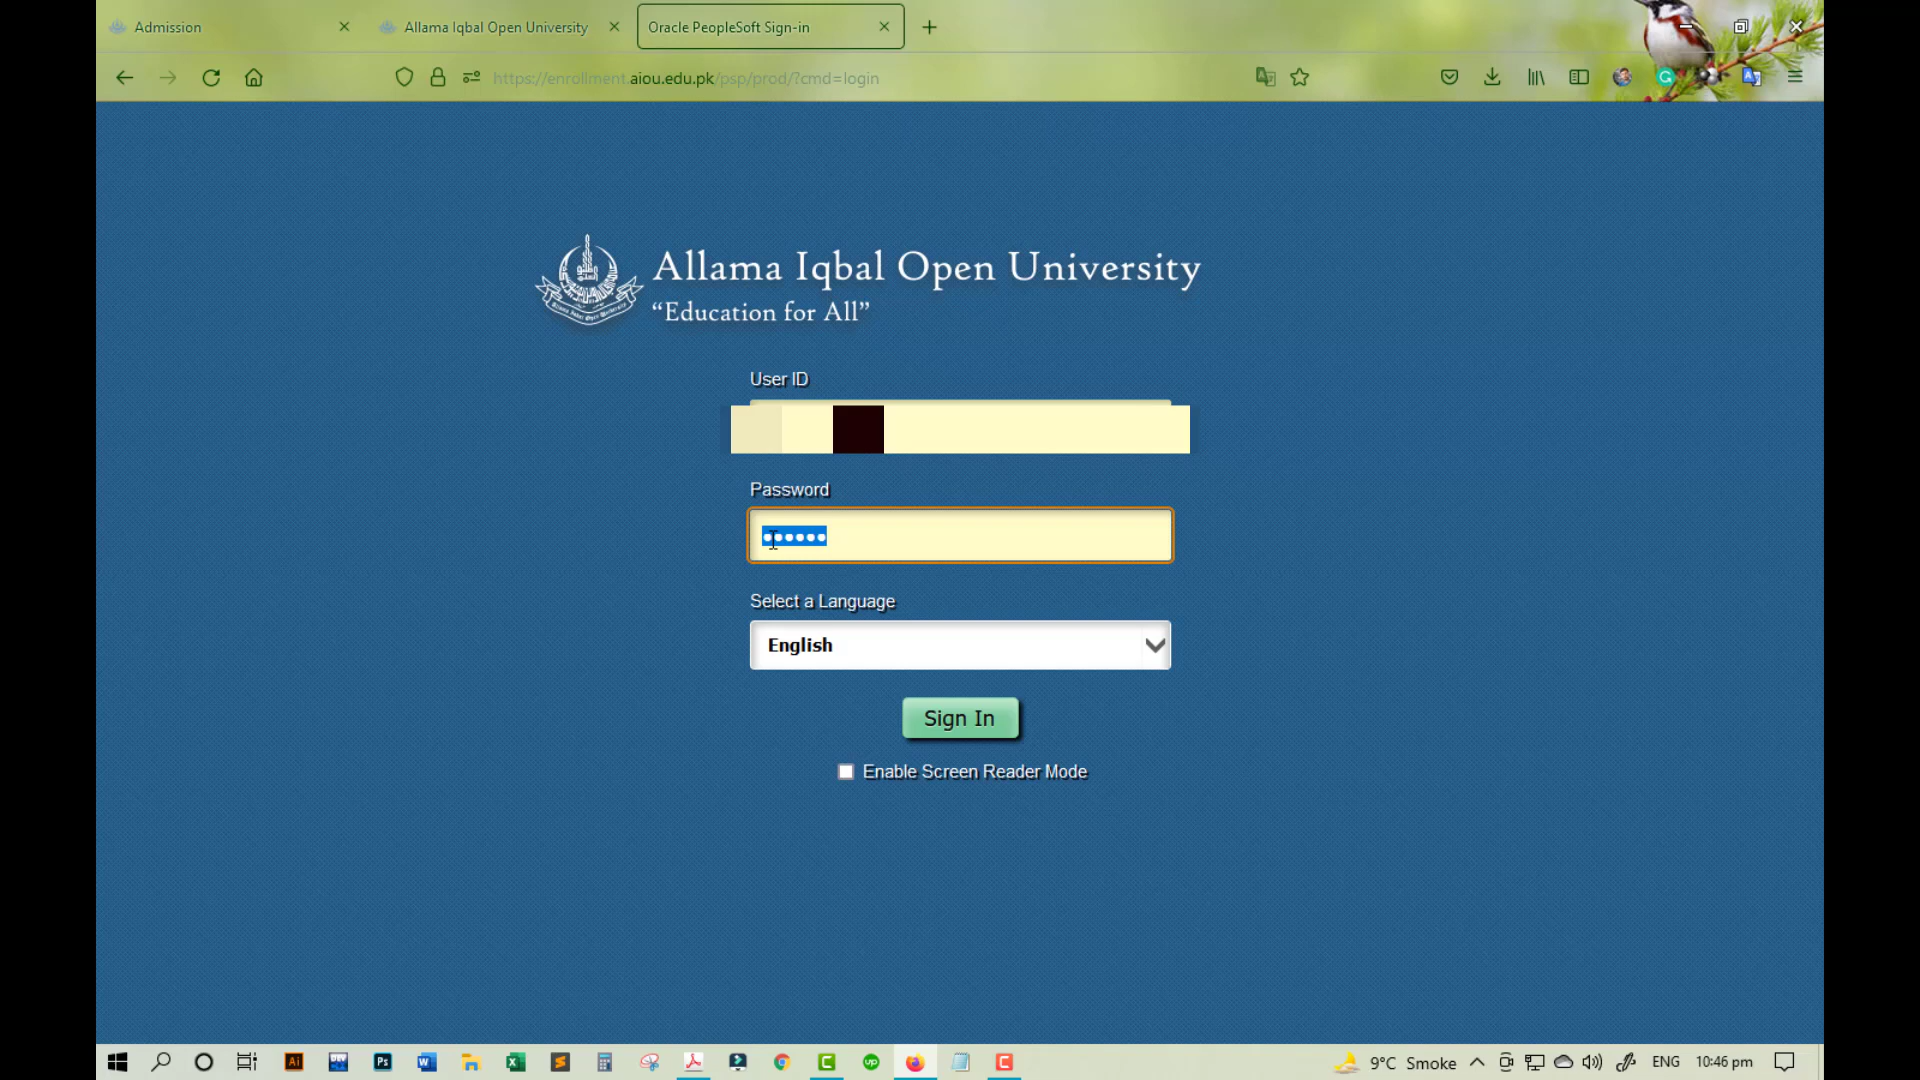 Admission
Allama Iqbal Open University
Oracle PeopleSoft Sign-in
https://enrollment.aiou.edu.pk/psp/prod/?cmd=login
Allama Iqbal Open University
“Education for All”
User ID
Password
Select a Language
English
Sign In
Enable Screen Reader Mode
9°C Smoke
ENG
10:46 pm